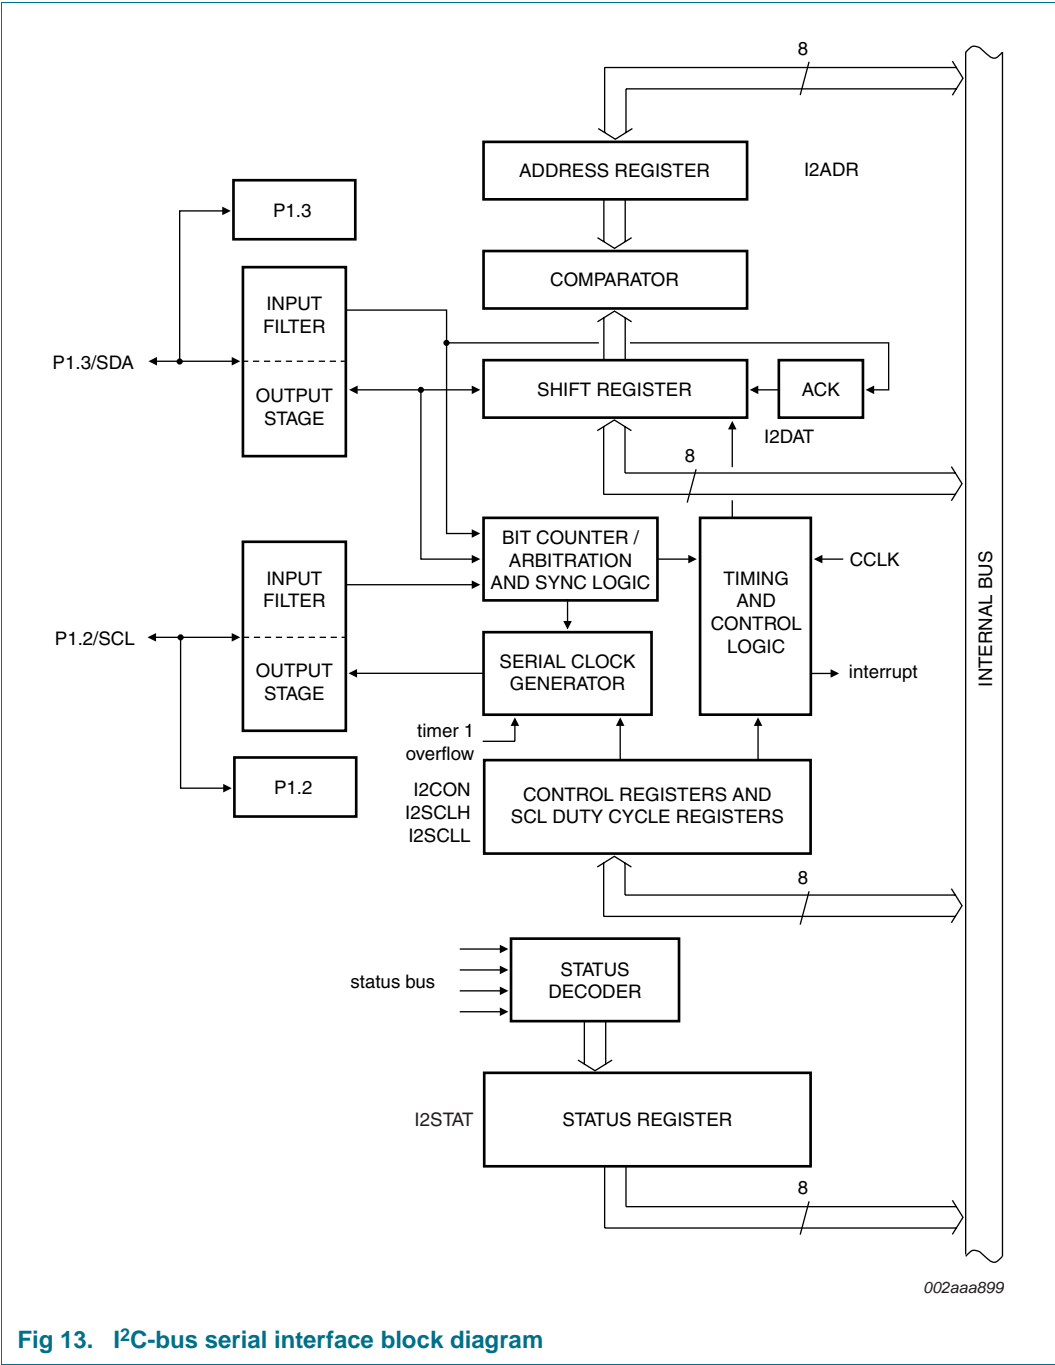 8
ADDRESS REGISTER
I2ADR
P1.3
COMPARATOR
INPUT
FILTER
P1.3/SDA
OUTPUT
STAGE
SHIFT REGISTER
ACK
I2DAT
8
BIT COUNTER /
ARBITRATION
AND SYNC LOGIC
INPUT
FILTER
TIMING
AND
CONTROL
LOGIC
CCLK
INTERNAL BUS
P1.2/SCL
OUTPUT
STAGE
SERIAL CLOCK
GENERATOR
interrupt
timer 1
overflow
P1.2
I2CON
I2SCLH
I2SCLL
CONTROL REGISTERS AND
SCL DUTY CYCLE REGISTERS
8
status bus
STATUS
DECODER
I2STAT
STATUS REGISTER
8
002aaa899
Fig 13. I²C-bus serial interface block diagram